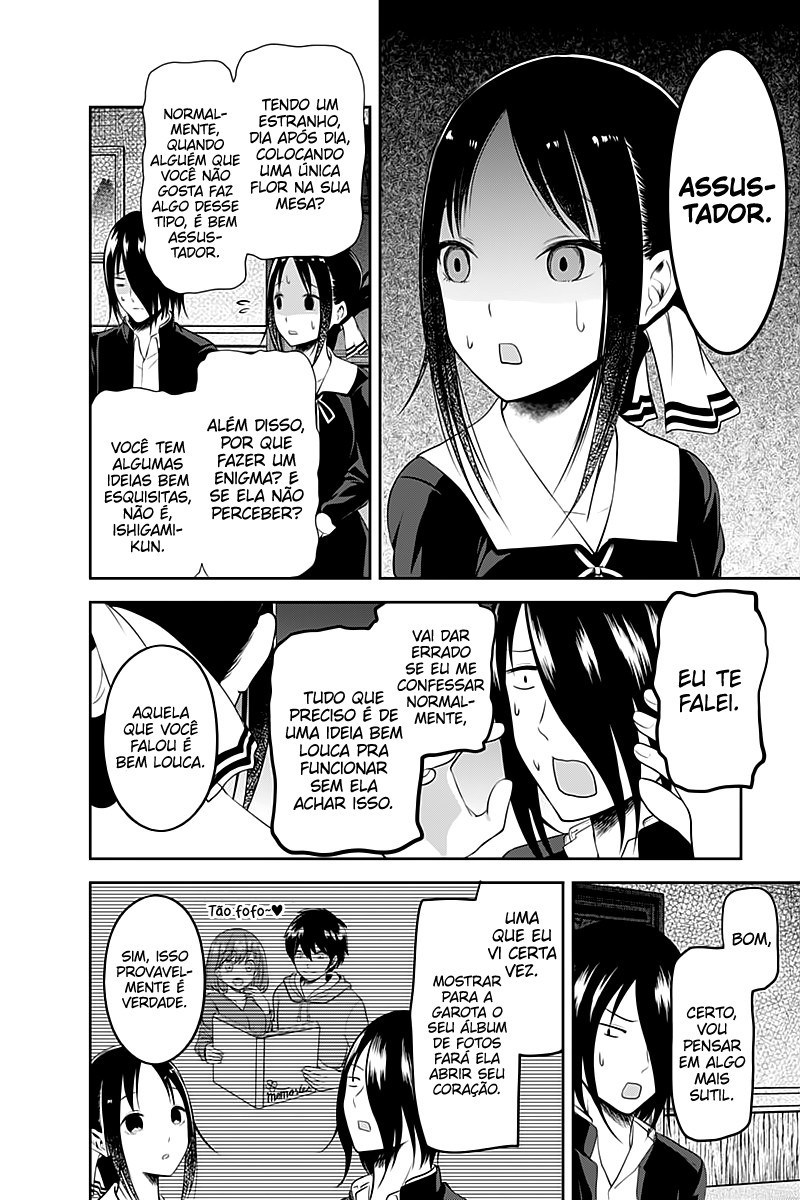 ASSUS-
TADOR.
TENDO UM
ESTRANHO,
DIA APÓS DIA,
COLOCANDO
UMA ÚNICA
FLOR NA SUA
MESA?
NORMAL-
MENTE,
QUANDO
ALGUÉM QUE
VOCÊ NÃO
GOSTA FAZ
ALGO DESSE
TIPO, É BEM
ASSUS-
TADOR.
ALÉM DISSO,
POR QUE
FAZER UM
ENIGMA? E
SE ELA NÃO
PERCEBER?
VOCÊ TEM
ALGUMAS
IDEIAS BEM
ESQUISITAS,
NÃO É,
ISHIGAMI-
KUN.
EU TE
FALEI.
VAI DAR
ERRADO
SE EU ME
CONFESSAR
NORMAL-
MENTE,
TUDO QUE
PRECISO É DE
UMA IDEIA BEM
LOUCA PRA
FUNCIONAR
SEM ELA
ACHAR ISSO.
AQUELA
QUE VOCÊ
FALOU É
BEM LOUCA.
BOM,
CERTO,
VOU
PENSAR
EM ALGO
MAIS
SUTIL.
UMA
QUE EU
VI CERTA
VEZ.
MOSTRAR
PARA A
GAROTA O
SEU ÁLBUM
DE FOTOS
FARÁ ELA
ABRIR SEU
CORAÇÃO.
Tão fofo~♥
SIM, ISSO
PROVAVEL-
MENTE É
VERDADE.